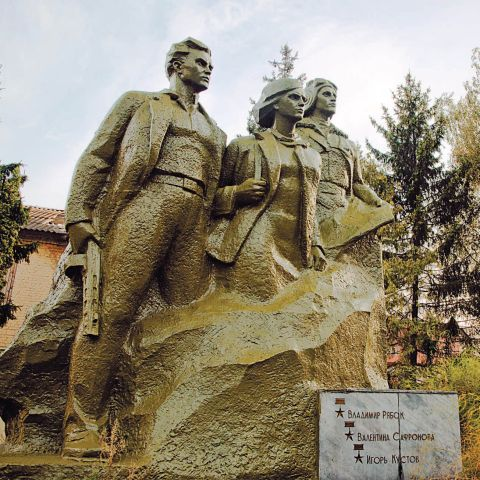 Владимир Рябок
Валентина Сафронова
Игорь Кустов